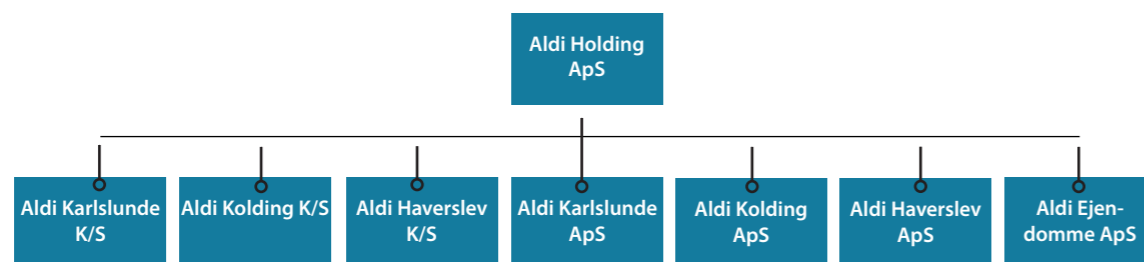 Aldi Holding
ApS
Aldi Karlslunde
K/S
Aldi Kolding K/S
Aldi Haverslev
K/S
Aldi Karlslunde
ApS
Aldi Kolding
ApS
Aldi Haverslev
ApS
Aldi Ejen-
domme ApS